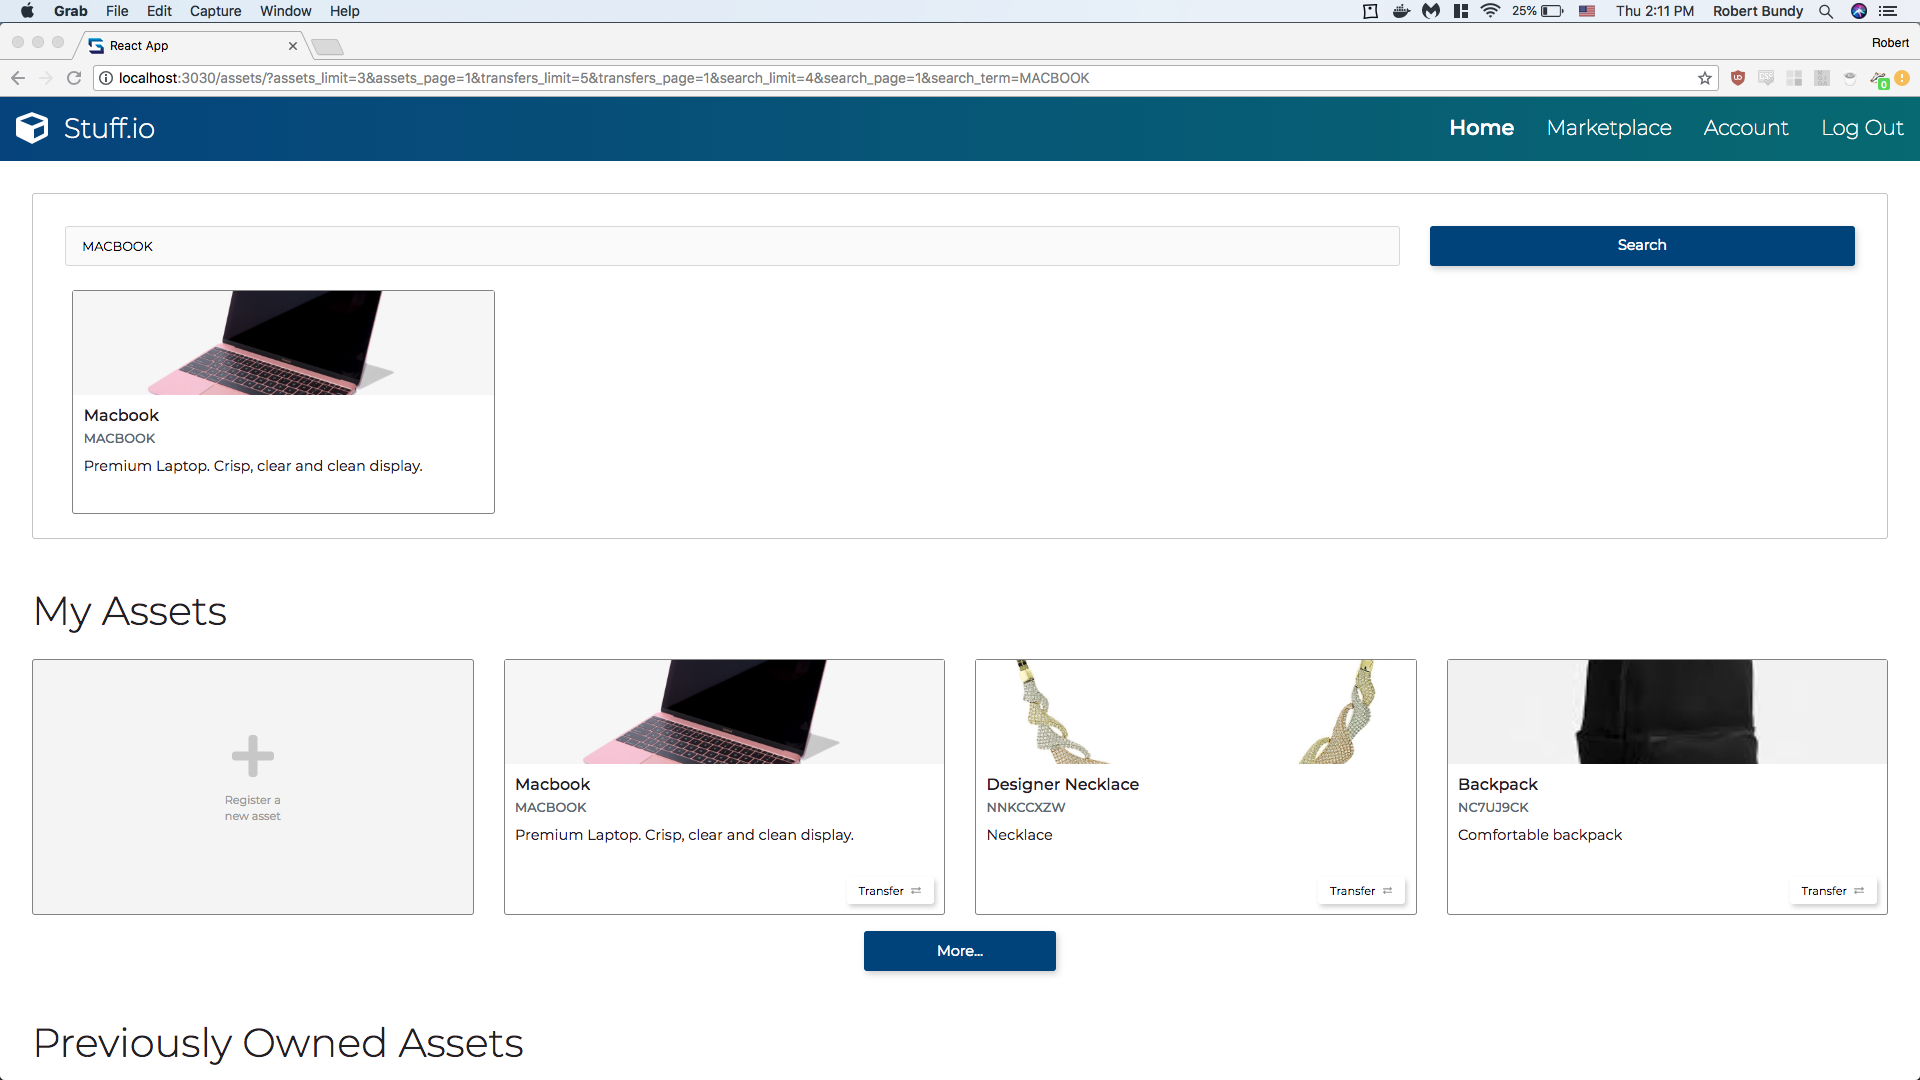 Grab File Edit Capture Window Help 25% Thu 2:11 PM Robert Bundy
React App Robert
localhost:3030/assets/?assets_limit=3&assets_page=1&transfers_limit=5&transfers_page=1&search_limit=4&search_page=1&search_term=MACBOOK
0
Stuff.io Home Marketplace Account Log Out
MACBOOK Search
Macbook
MACBOOK
Premium Laptop. Crisp, clear and clean display.
My Assets
Register a
new asset
Macbook
MACBOOK
Premium Laptop. Crisp, clear and clean display.
Transfer
Designer Necklace
NNKCCXZW
Necklace
Transfer
Backpack
NC7UJ9CK
Comfortable backpack
Transfer
More...
Previously Owned Assets